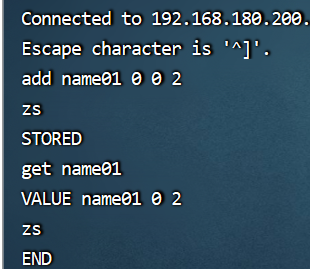 Connected to 192.168.180.200.
Escape character is '^]'.
add name01 0 0 2
zs
STORED
get name01
VALUE name01 0 2
zs
END